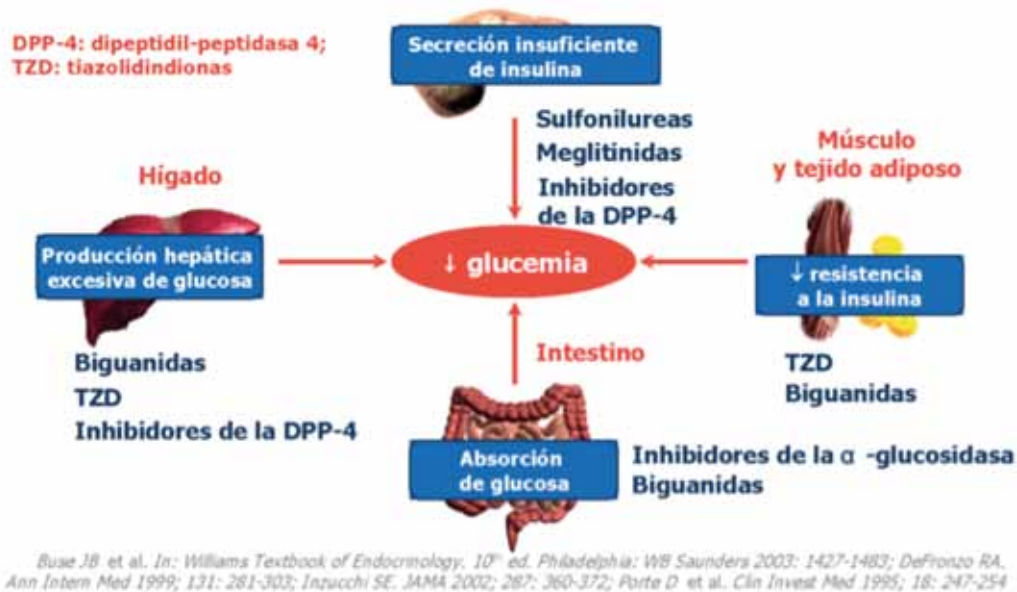 DPP-4: dipeptidil-peptidasa 4;
TZD: tiazolidindionas
Secreción insuficiente
de insulina
Sulfonilureas
Meglitinidas
Inhibidores
de la DPP-4
Hígado
Producción hepática
excesiva de glucosa
Biguanidas
TZD
Inhibidores de la DPP-4
↓ glucemia
Músculo
y tejido adiposo
↓ resistencia
a la insulina
TZD
Biguanidas
Intestino
Absorción
de glucosa
Inhibidores de la α -glucosidasa
Biguanidas
Buse JB et al. In: Williams Textbook of Endocrinology. 10th ed. Philadelphia: WB Saunders 2003: 1427-1483; DeFronzo RA.
Ann Intern Med 1999; 131: 281-303; Inzucchi SE. JAMA 2002; 287: 360-372; Porte D et al. Clin Invest Med 1995; 18: 247-254